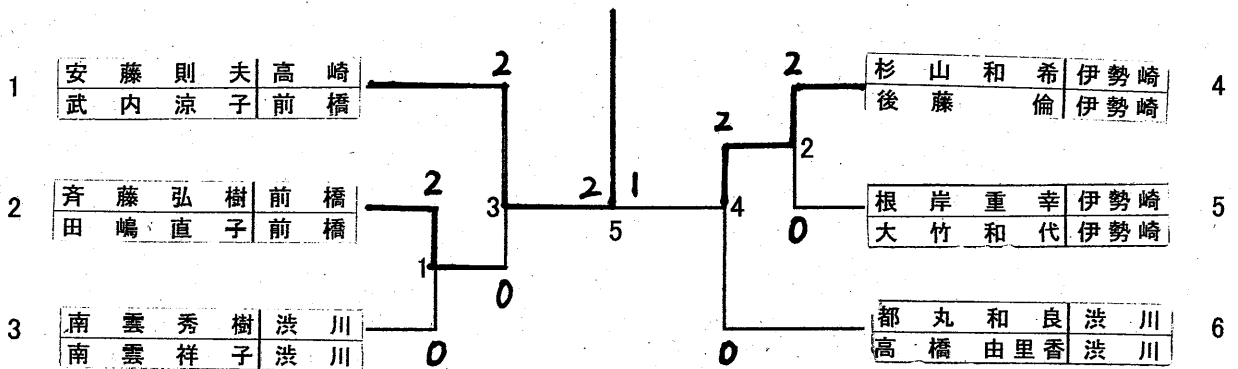 1
安藤則夫 高崎
武内涼子 前橋
2
斉藤弘樹 前橋
田嶋直子 前橋
3
南雲秀樹 渋川
南雲祥子 渋川
2
2
3
1
0
0
2 1
5
2
2
2
4
0
0
杉山和希 伊勢崎
後藤倫 伊勢崎
4
根岸重幸 伊勢崎
大竹和代 伊勢崎
5
都丸和良 渋川
高橋由里香 渋川
6